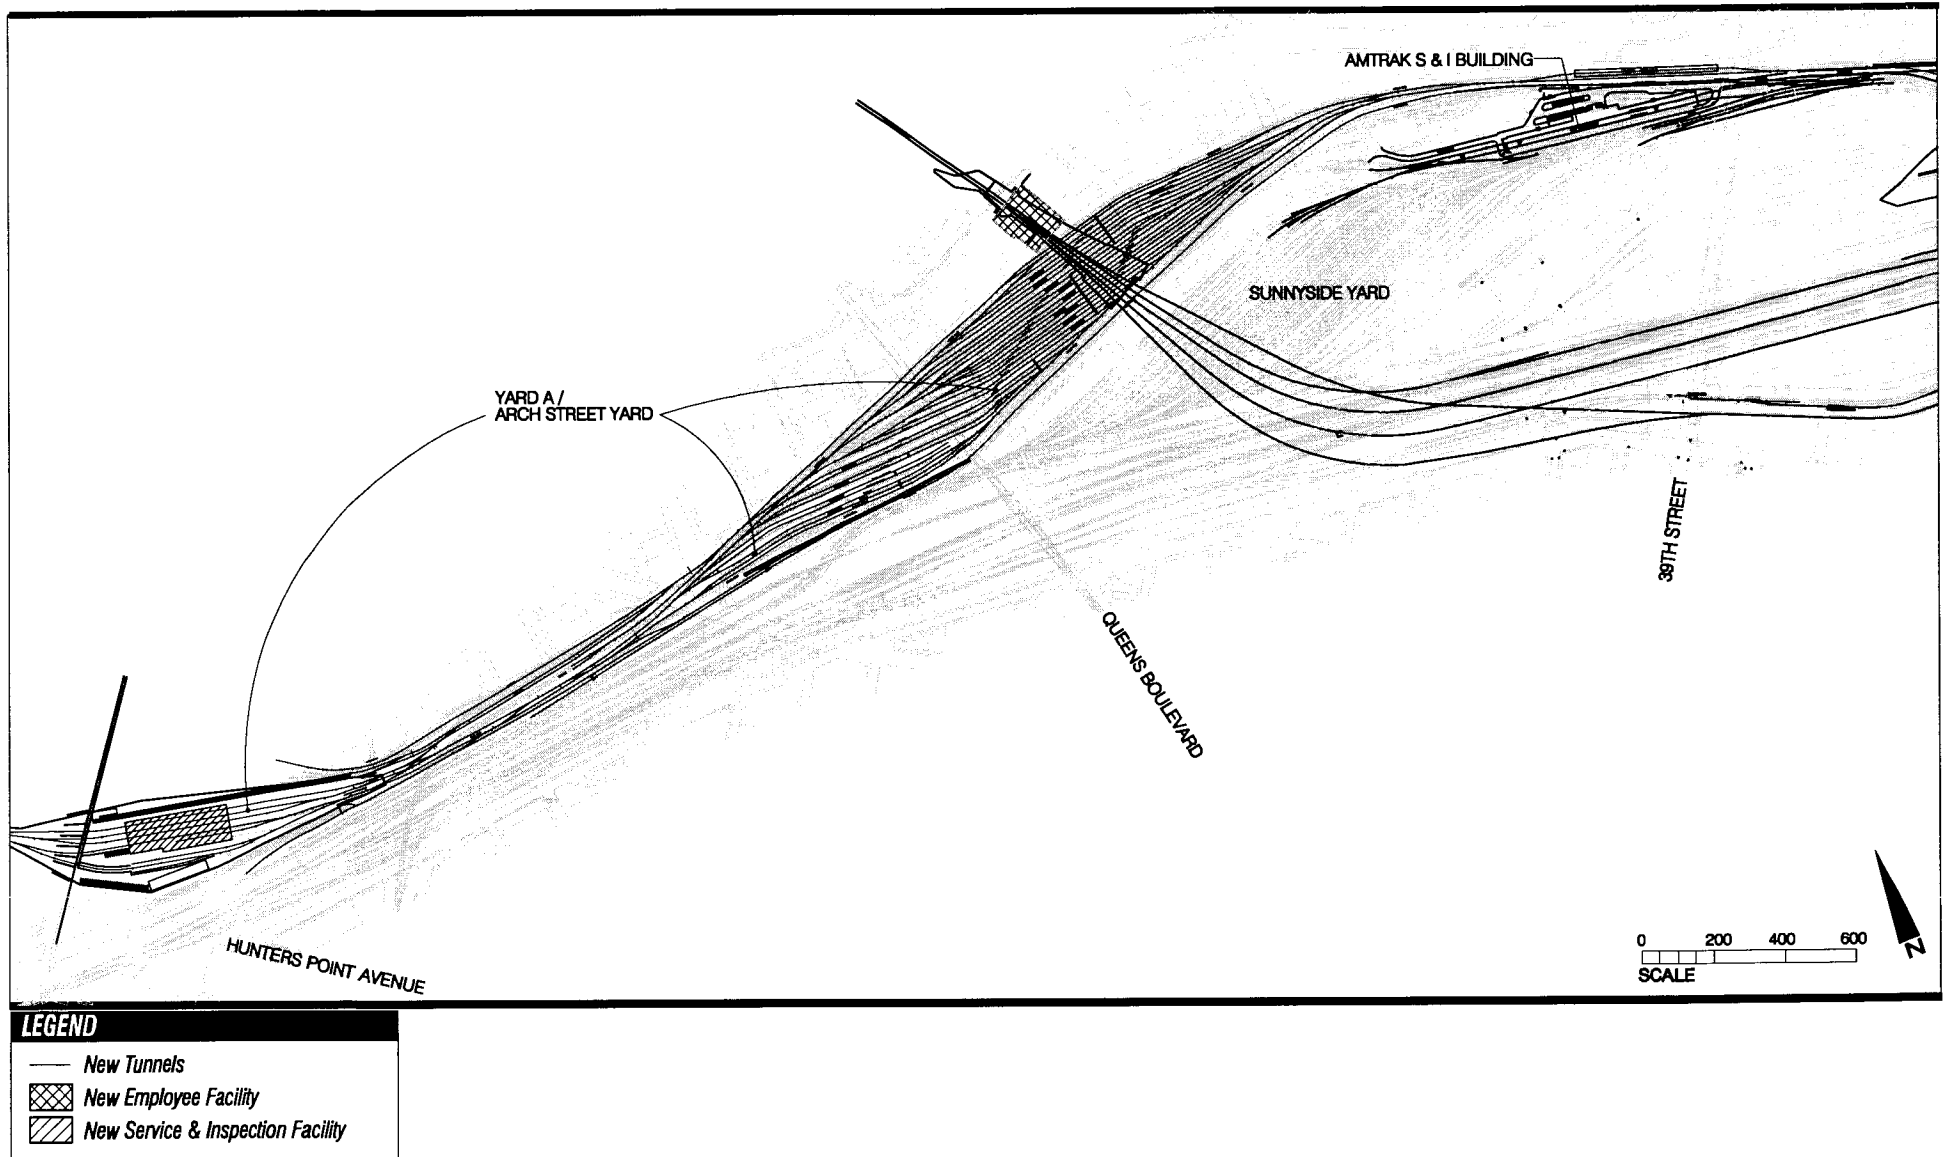 AMTRAK S & I BUILDING
SUNNYSIDE YARD
YARD A /
ARCH STREET YARD
39TH STREET
QUEENS BOULEVARD
HUNTERS POINT AVENUE
0 200 400 600
SCALE
N
LEGEND
New Tunnels
New Employee Facility
New Service & Inspection Facility